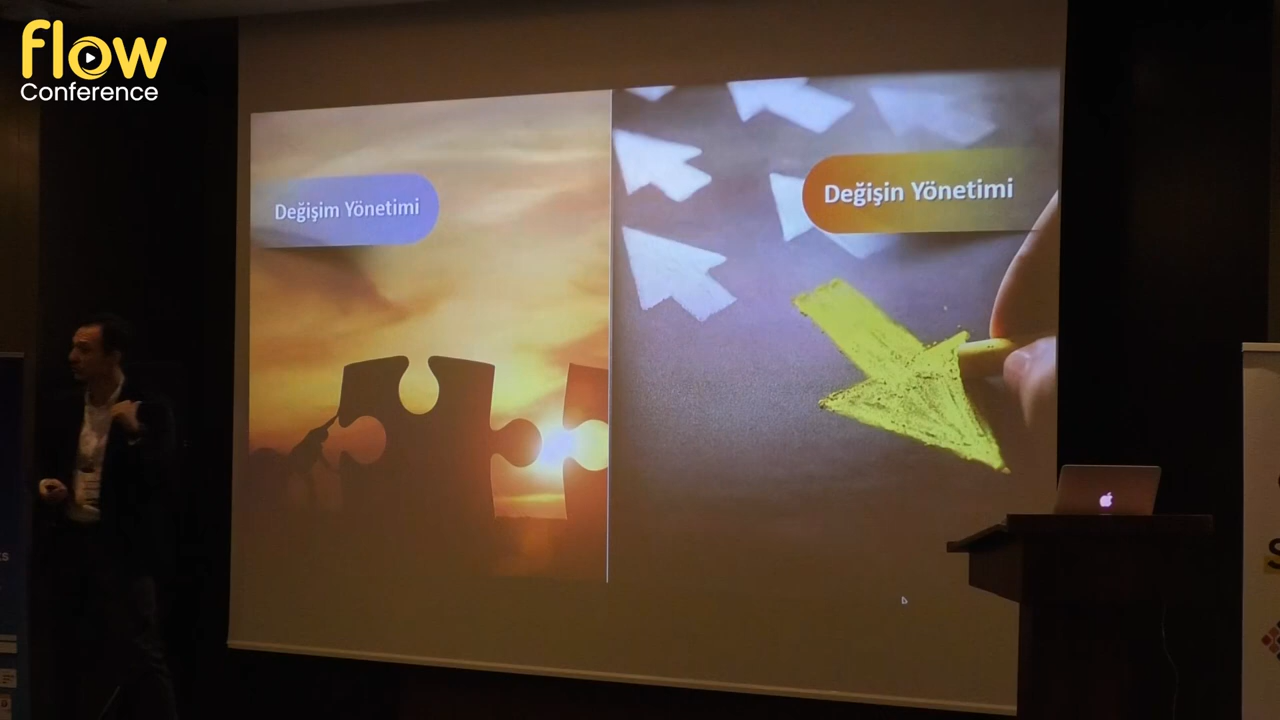 flow
Conference
Değişim Yönetimi
Değişin Yönetimi